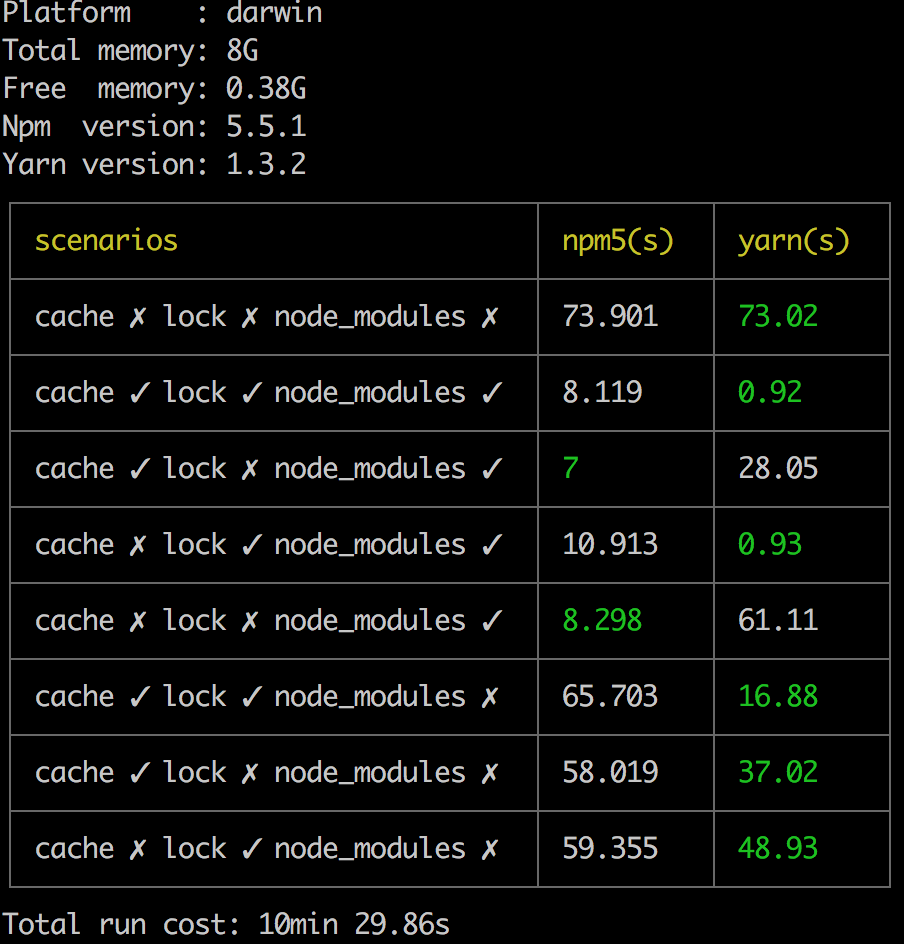 Platform    : darwin
Total memory: 8G
Free  memory: 0.38G
Npm  version: 5.5.1
Yarn version: 1.3.2
scenarios npm5(s) yarn(s)
cache ✗ lock ✗ node_modules ✗ 73.901 73.02
cache ✓ lock ✓ node_modules ✓ 8.119 0.92
cache ✓ lock ✗ node_modules ✓ 7 28.05
cache ✗ lock ✓ node_modules ✓ 10.913 0.93
cache ✗ lock ✗ node_modules ✓ 8.298 61.11
cache ✓ lock ✓ node_modules ✗ 65.703 16.88
cache ✓ lock ✗ node_modules ✗ 58.019 37.02
cache ✗ lock ✓ node_modules ✗ 59.355 48.93
Total run cost: 10min 29.86s